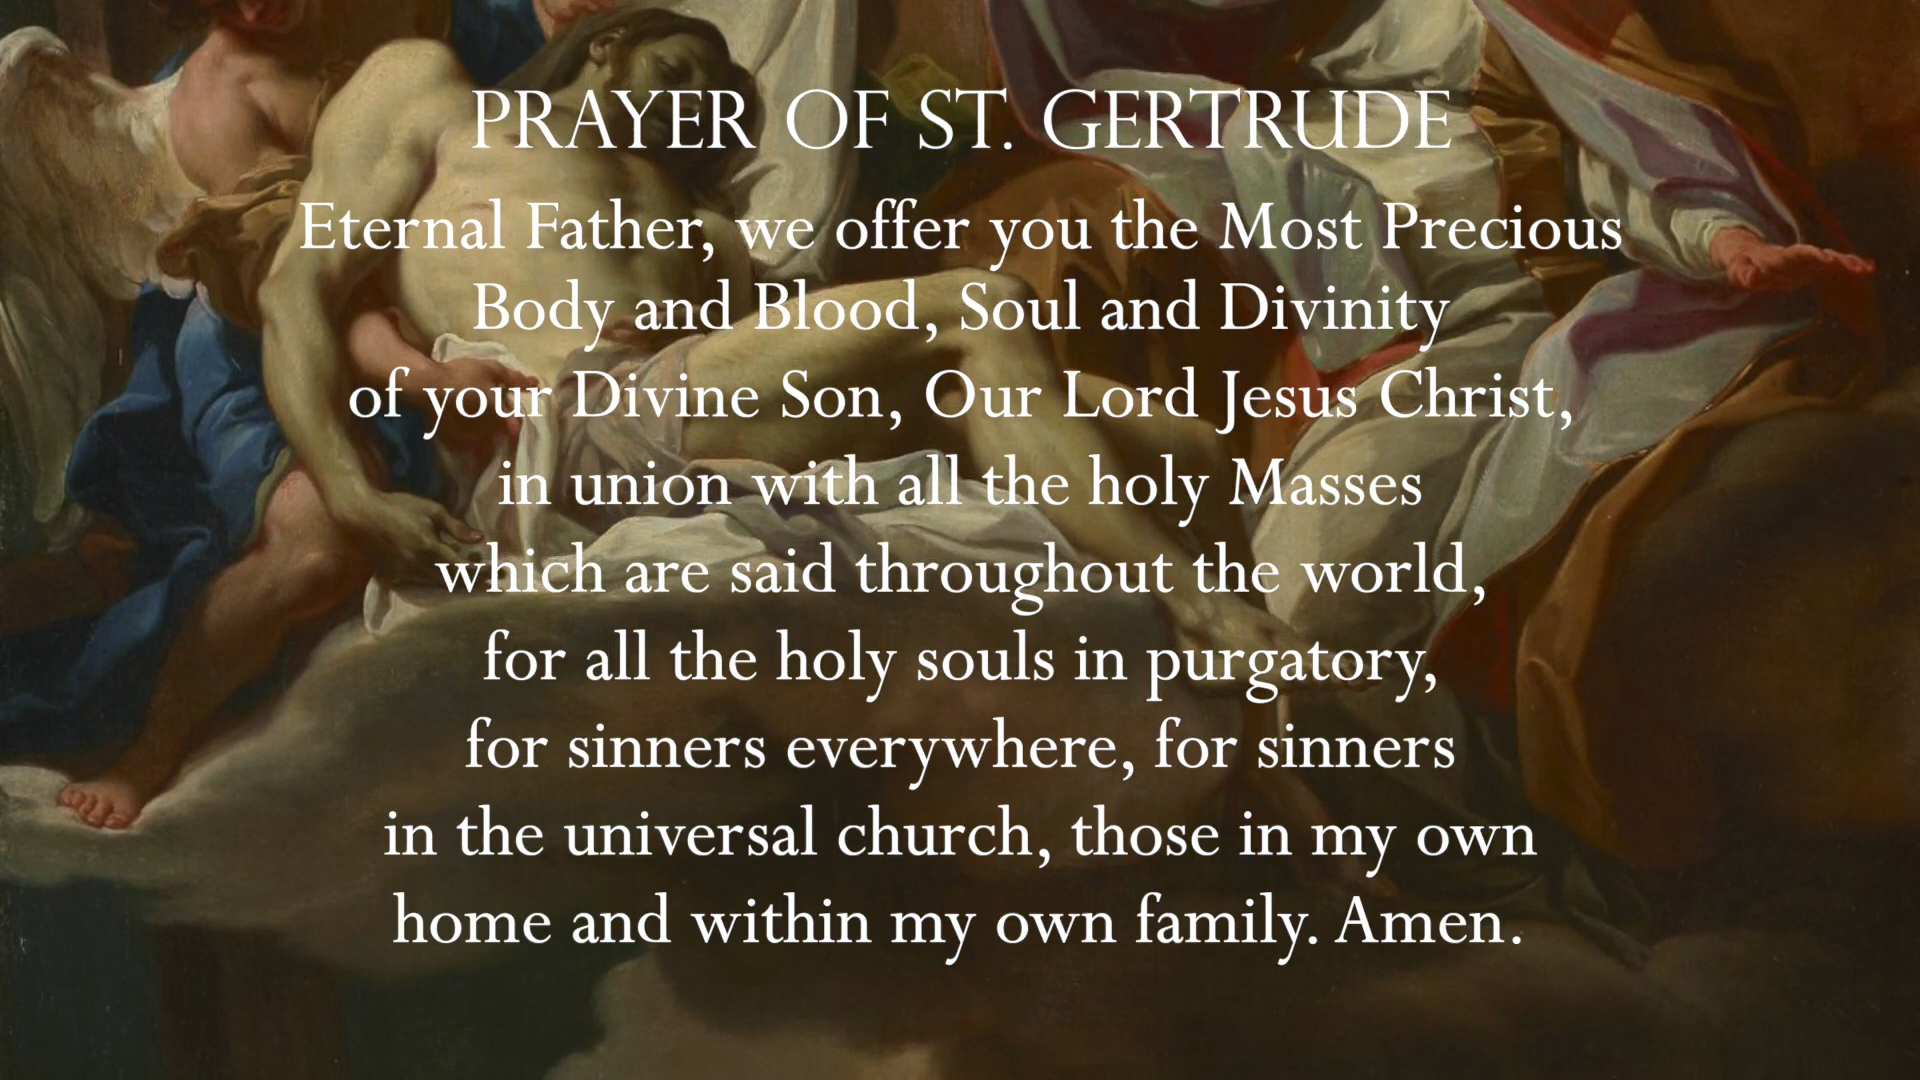 PRAYER OF ST. GERTRUDE
Eternal Father, we offer you the Most Precious
Body and Blood, Soul and Divinity
of your Divine Son, Our Lord Jesus Christ,
in union with all the holy Masses
which are said throughout the world,
for all the holy souls in purgatory,
for sinners everywhere, for sinners
in the universal church, those in my own
home and within my own family. Amen.